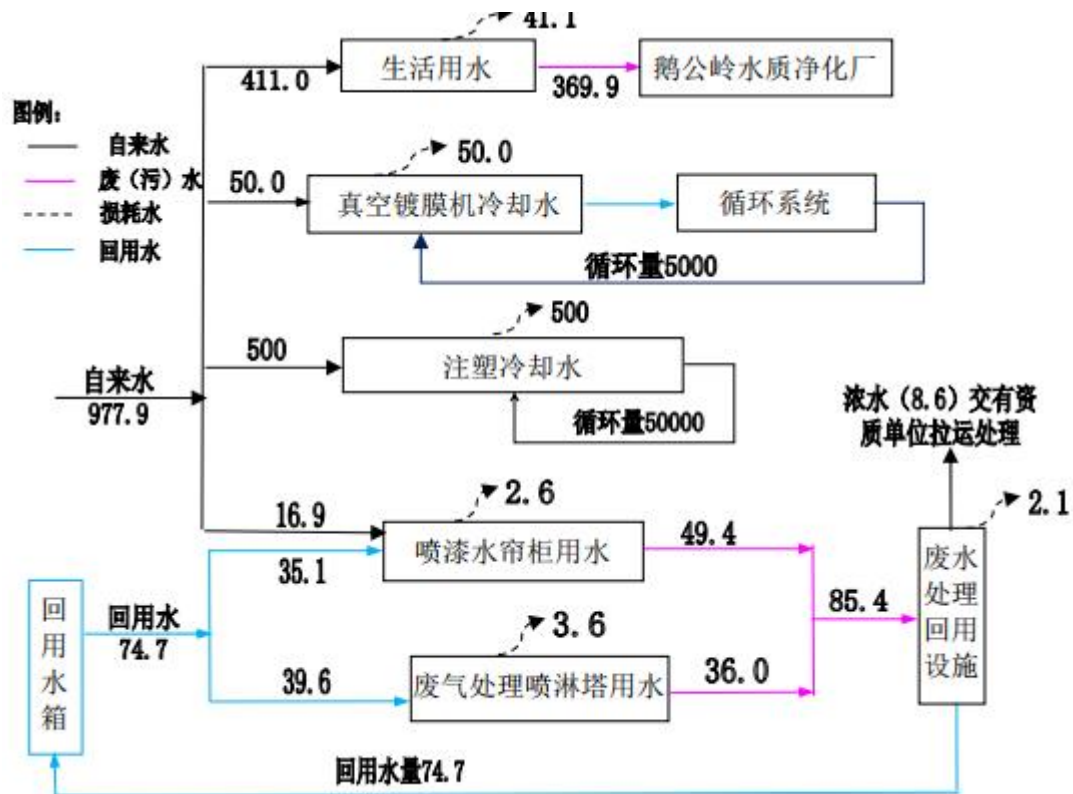 41.1
生活用水
鹅公岭水质净化厂
411.0
369.9
图例：
自来水
废（污）水
损耗水
回用水
50.0
50.0
真空镀膜机冷却水
循环系统
循环量5000
500
500
注塑冷却水
循环量50000
自来水
977.9
浓水（8.6）交有资
质单位拉运处理
2.1
16.9
2.6
喷漆水帘柜用水
49.4
35.1
85.4
废水
处理
回用
设施
回用水箱
回用水
74.7
3.6
39.6
废气处理喷淋塔用水
36.0
回用水量74.7